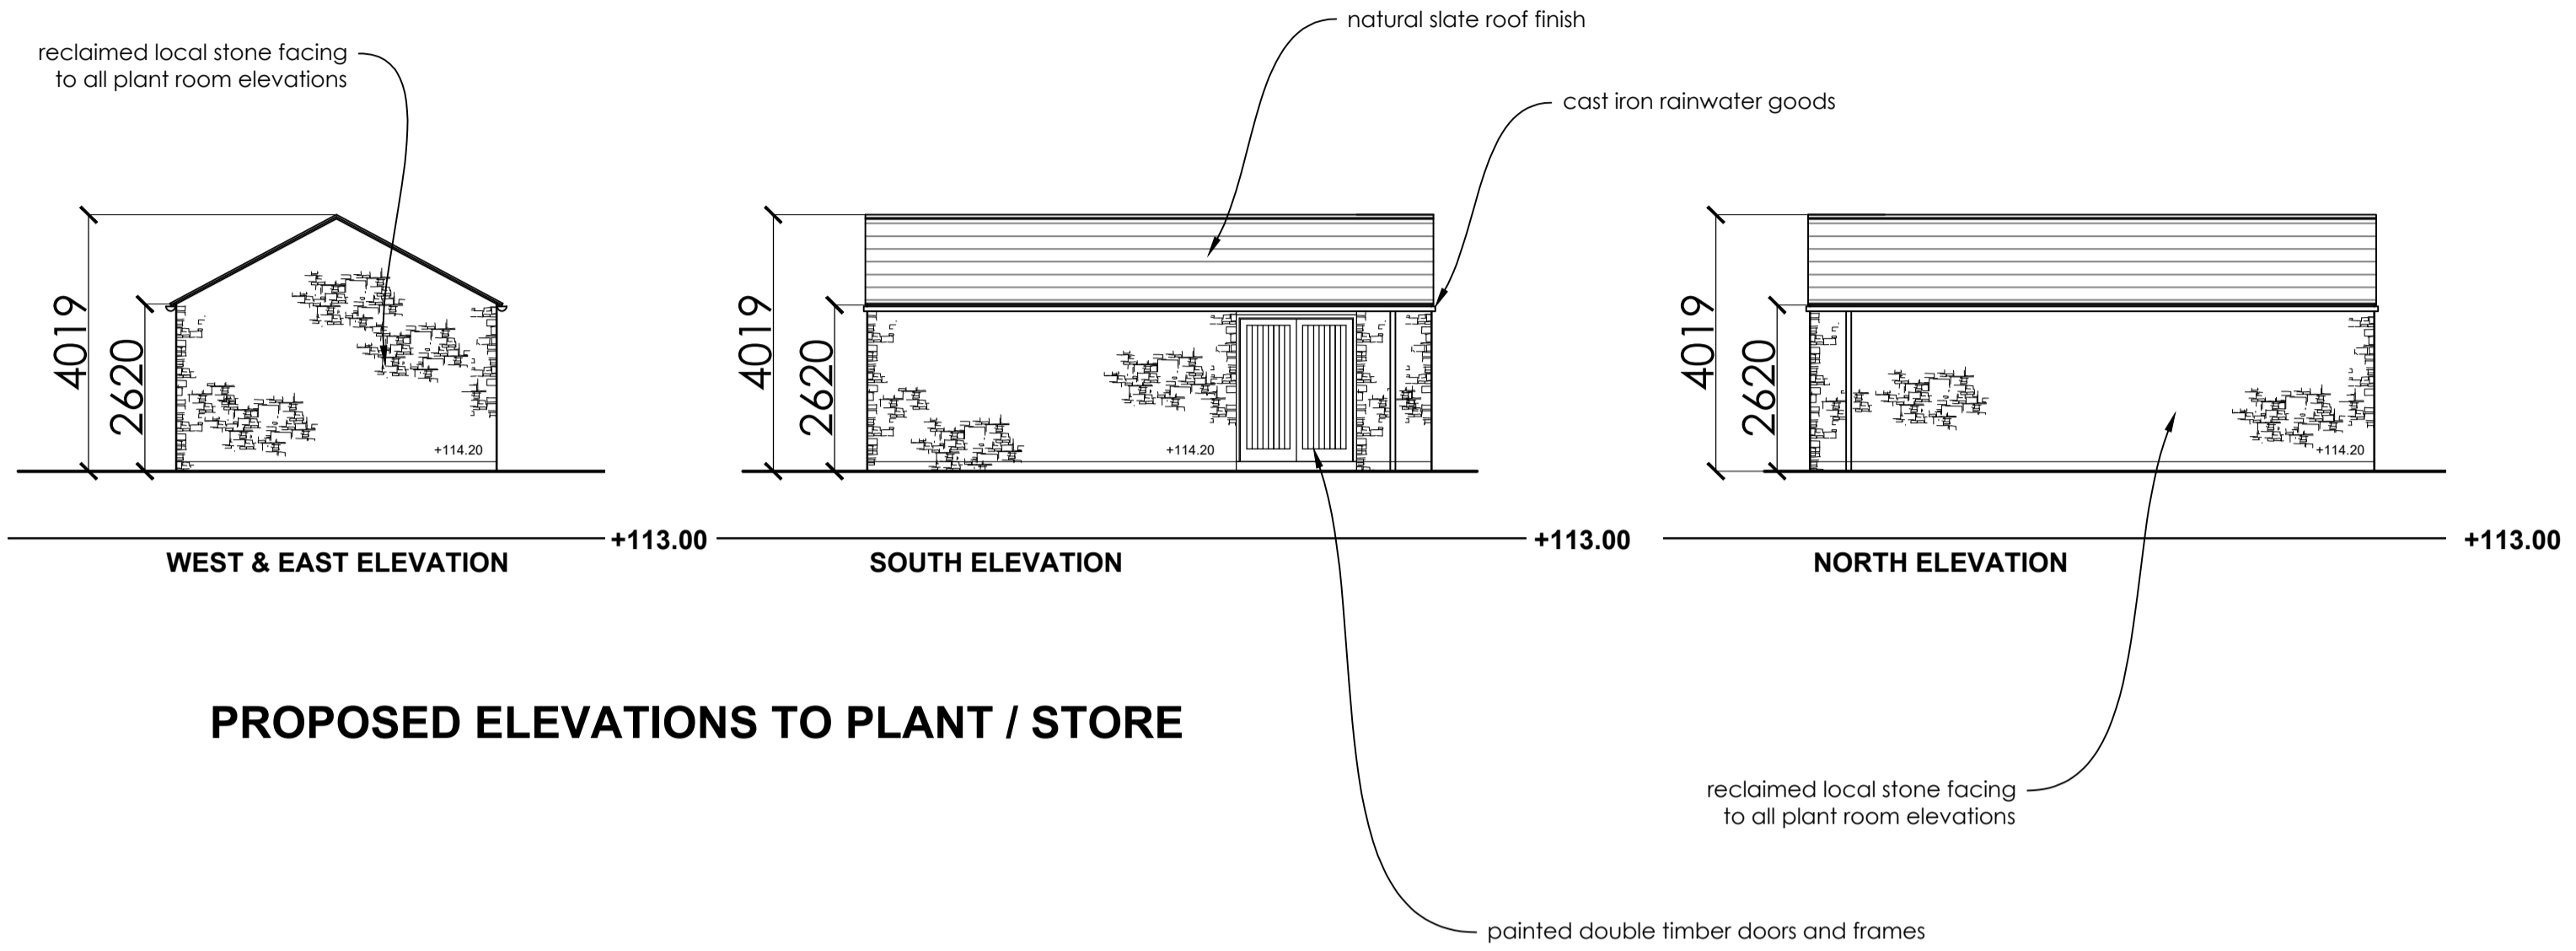 natural slate roof finish
reclaimed local stone facing
to all plant room elevations
cast iron rainwater goods
4019
2620
+114.20
4019
2620
+114.20
4019
2620
+114.20
+113.00
+113.00
+113.00
WEST & EAST ELEVATION
SOUTH ELEVATION
NORTH ELEVATION
PROPOSED ELEVATIONS TO PLANT / STORE
reclaimed local stone facing
to all plant room elevations
painted double timber doors and frames